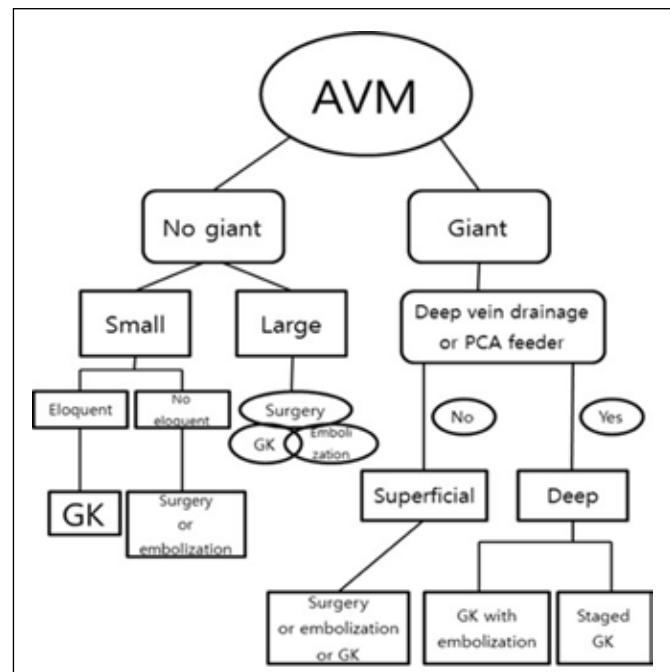 AVM
No giant
Giant
Small
Large
Deep vein drainage
or PCA feeder
Eloquent
No
eloquent
Surgery
GK
Emboli
zation
No
Yes
GK
Surgery
or
embolization
Superficial
Deep
Surgery
or embolization
or GK
GK with
embolization
Staged
GK